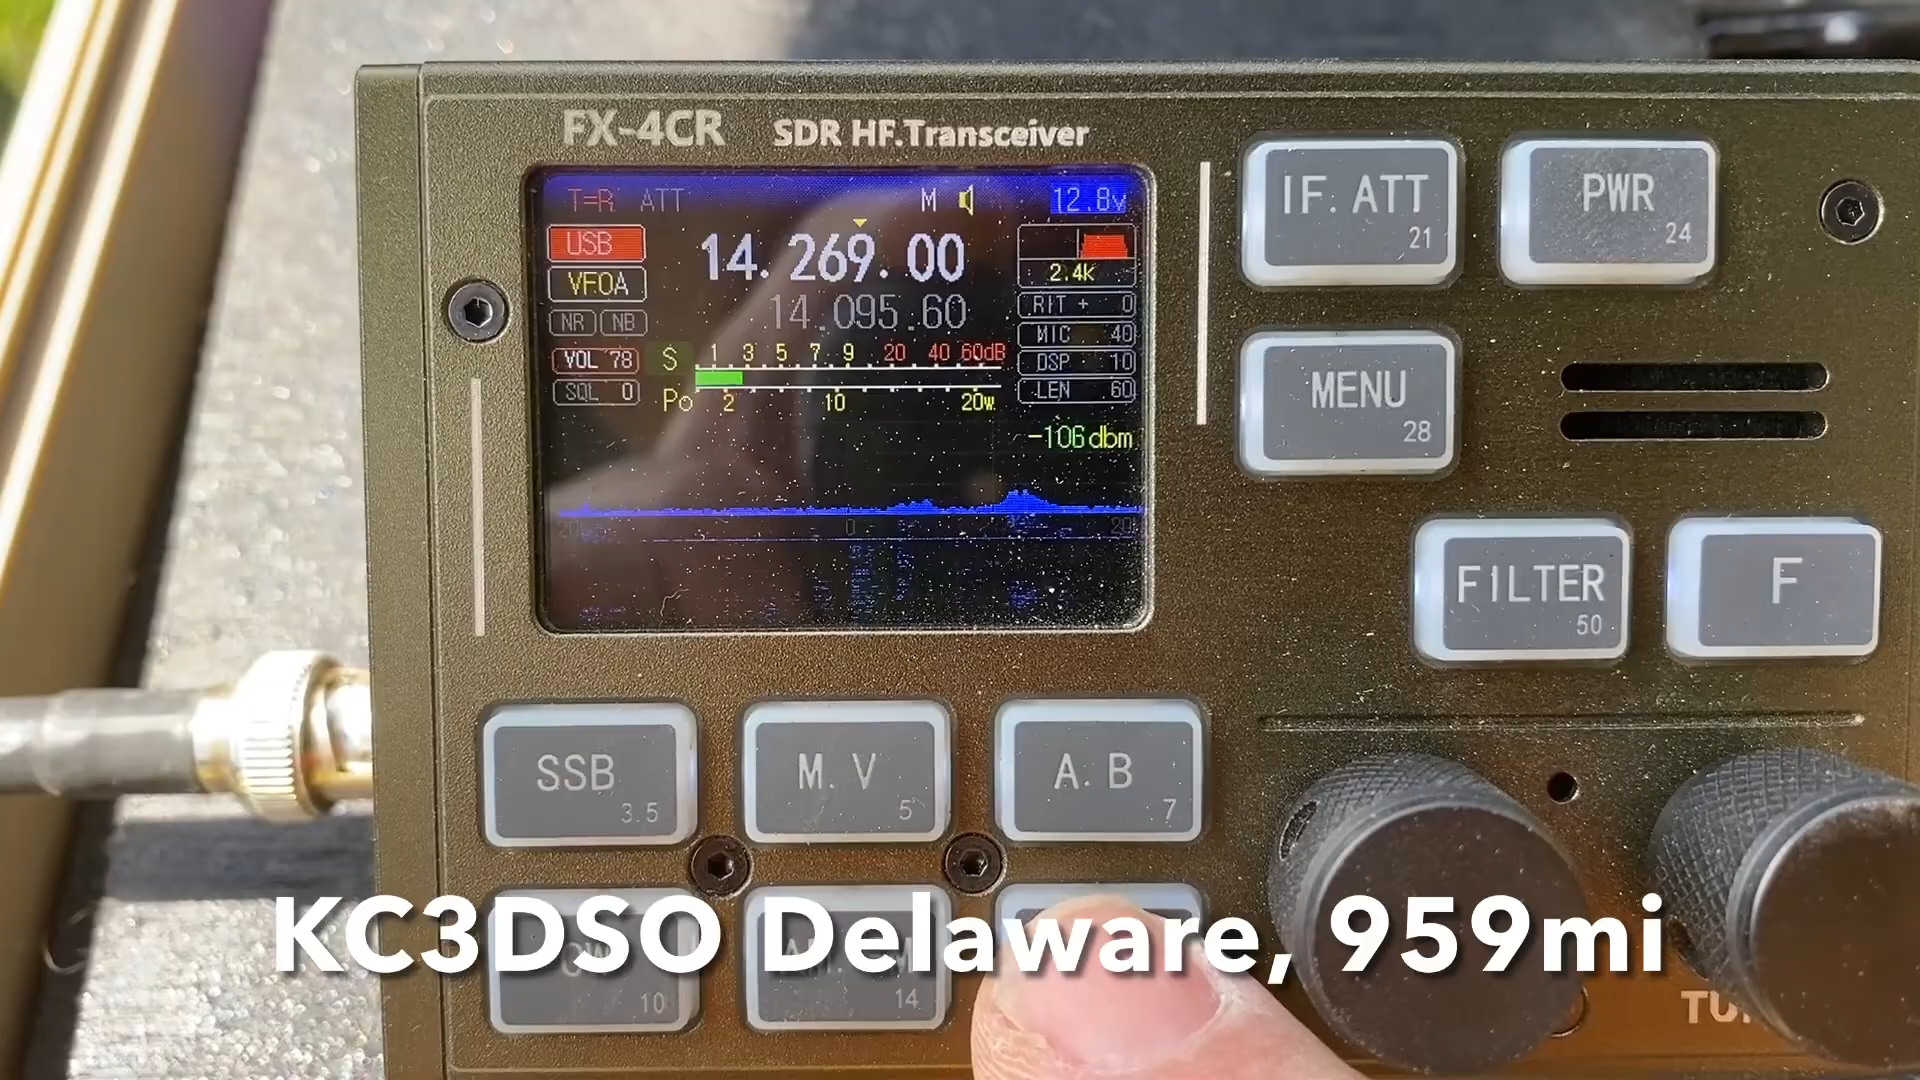 FX-4CR SDR HF.Transceiver
T=R ATT M 12.8v
USB 14.269.00
VFOA 14.095.60 2.4K
NR NB RIT + 0
VOL 78 S 1 3 5 7 9 20 40 60dB MIC 40
SQL 0 Po 2 10 20w DSP 10
LEN 60
-106dbm
20 0 20
IF.ATT 21
PWR 24
MENU 28
FILTER 50
F
SSB 3.5
M.V 5
A.B 7
10
14
KC3DSO Delaware, 959mi